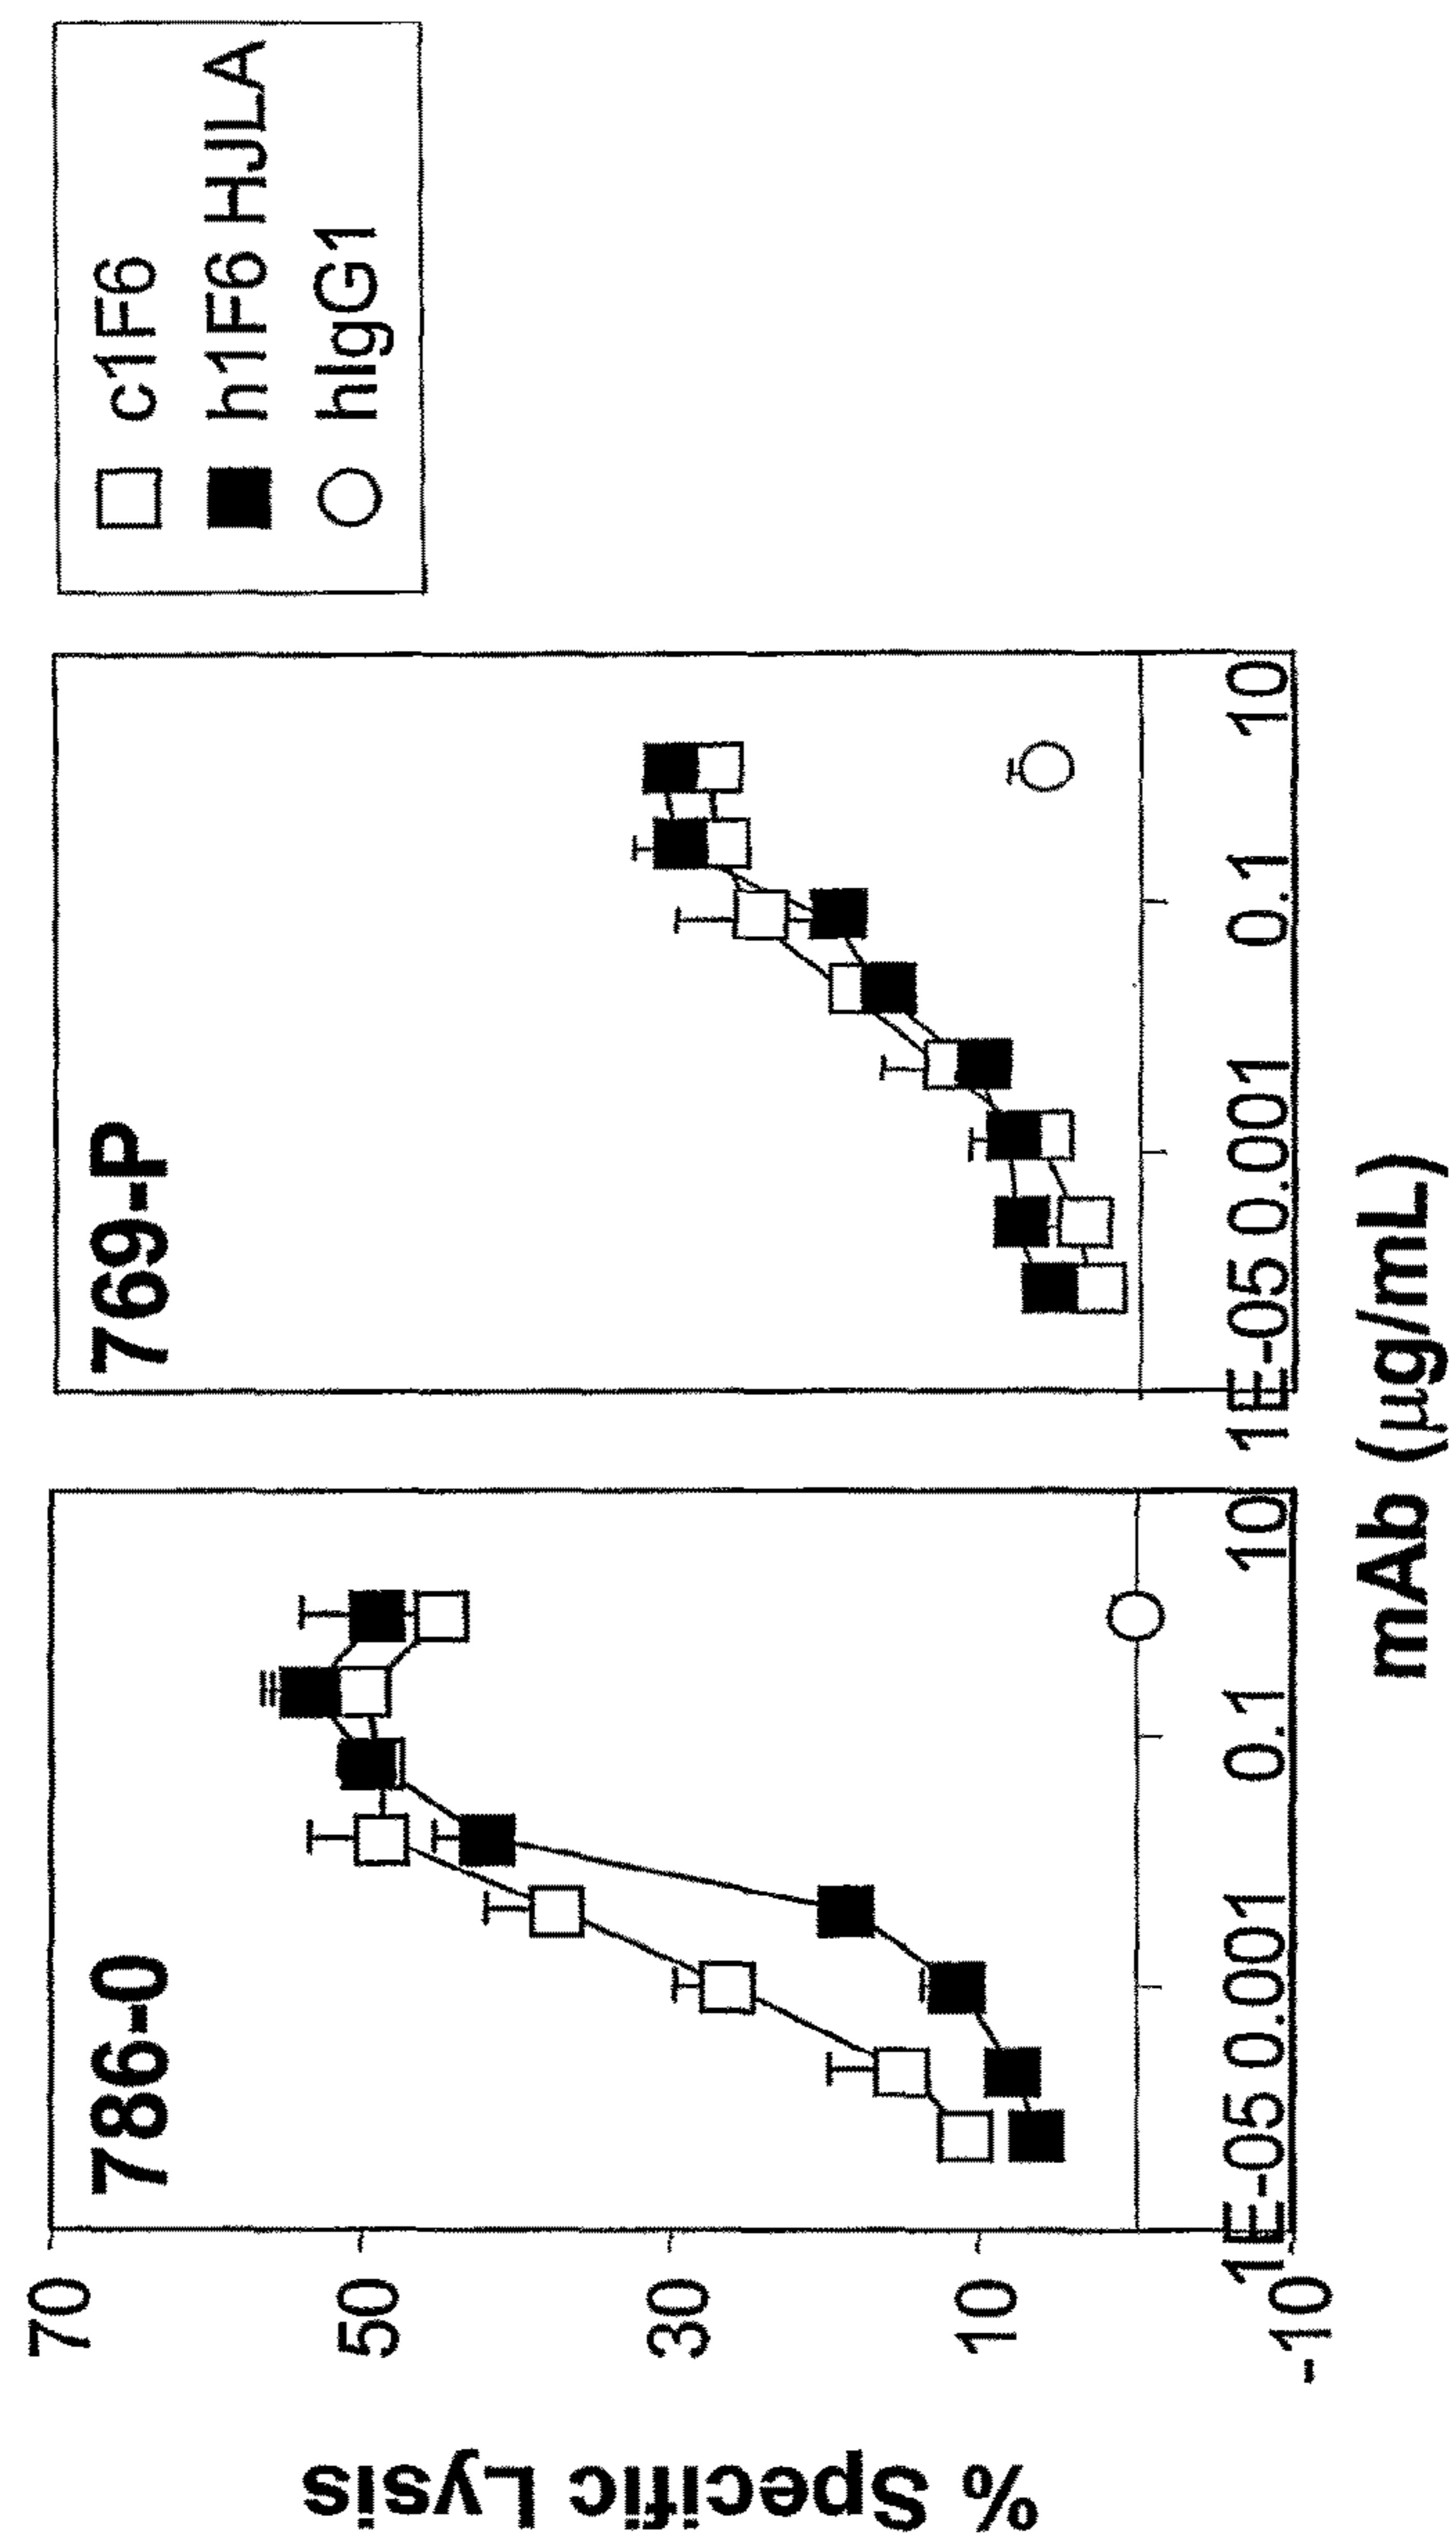 786-0
769-P
c1F6
h1F6 HJLA
hIgG1
% Specific Lysis
70
50
30
10
-10
1E-05 0.001 0.1 10
1E-05 0.001 0.1 10
mAb (µg/mL)